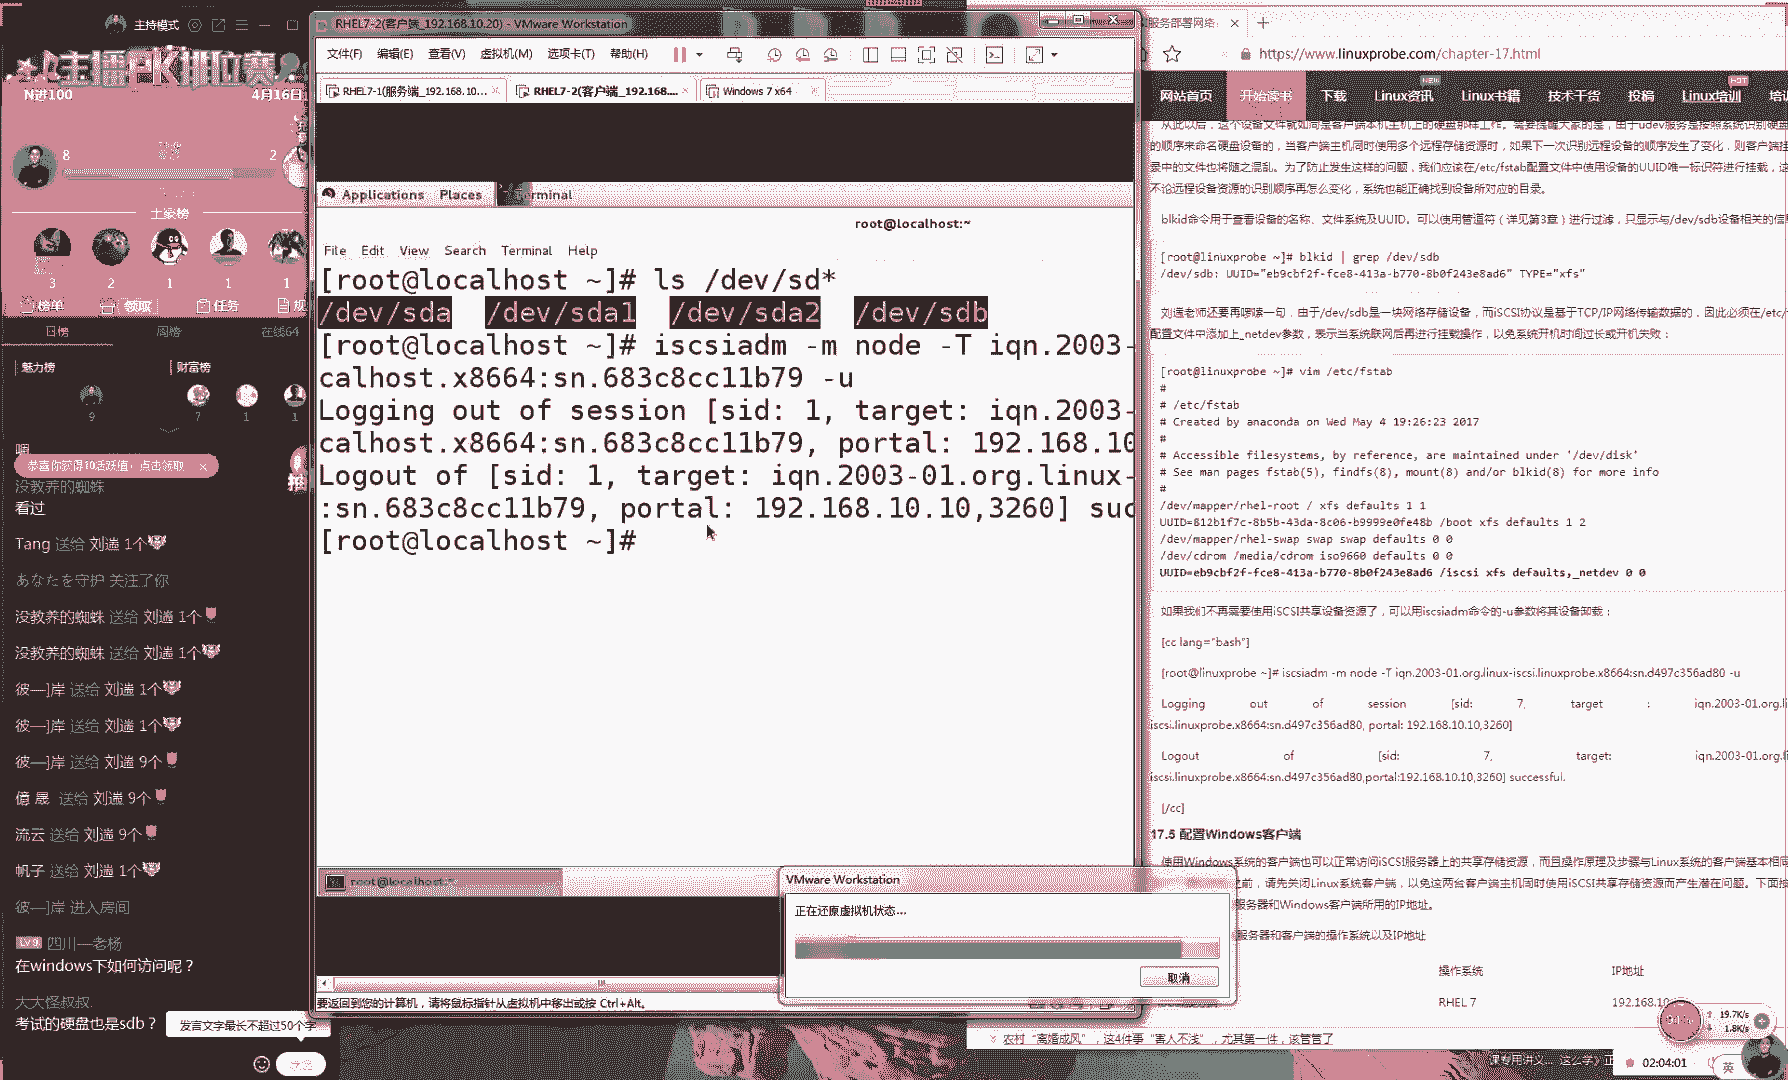 主持模式
主播PK排位赛
N进100
4月16日
8
2
土豪榜
3
2
1
1
1
榜单
领取
任务
日榜
周榜
在线64
魅力榜
财富榜
9
7
1
1
恭喜你获得10活跃值，点击领取
没教养的蜘蛛
看过
Tang 送给 刘遄 1个
あなたを守护 关注了你
没教养的蜘蛛 送给 刘遄 1个
没教养的蜘蛛 送给 刘遄 1个
彼—]岸 送给 刘遄 1个
彼—]岸 送给 刘遄 1个
彼—]岸 送给 刘遄 9个
億 晟 送给 刘遄 9个
流云 送给 刘遄 9个
帆子 送给 刘遄 1个
彼—]岸 进入房间
LV 9 四川—老杨
在windows下如何访问呢？
大大怪叔叔.
考试的硬盘也是sdb？
发言文字最长不超过50个字
RHEL7-2(客户端_192.168.10.20) - VMware Workstation
文件(F) 编辑(E) 查看(V) 虚拟机(M) 选项卡(T) 帮助(H)
RHEL7-1(服务端_192.168.10...
RHEL7-2(客户端_192.168....
Windows 7 x64
Applications Places Terminal
root@localhost:~
File Edit View Search Terminal Help
[root@localhost ~]# ls /dev/sd*
/dev/sda /dev/sda1 /dev/sda2 /dev/sdb
[root@localhost ~]# iscsiadm -m node -T iqn.2003-
calhost.x8664:sn.683c8cc11b79 -u
Logging out of session [sid: 1, target: iqn.2003-
calhost.x8664:sn.683c8cc11b79, portal: 192.168.10
Logout of [sid: 1, target: iqn.2003-01.org.linux-
:sn.683c8cc11b79, portal: 192.168.10.10,3260] suc
[root@localhost ~]#
root@localhost:~
要返回到您的计算机，请将鼠标指针从虚拟机中移出或按 Ctrl+Alt。
VMware Workstation
正在还原虚拟机状态...
取消
服务部署网络
https://www.linuxprobe.com/chapter-17.html
网站首页 开始读书 下载 Linux资讯 Linux书籍 技术干货 投稿 Linux培训
NEW
HOT
从此以后，这个设备文件就如同是客户端本机主机上的硬盘那样工作。需要提醒大家的是，由于udev服务是按照系统识别硬盘
的顺序来命名硬盘设备的，当客户端主机同时使用多个远程存储资源时，如果下一次识别远程设备的顺序发生了变化，则客户端挂
录中的文件也将随之混乱。为了防止发生这样的问题，我们应该在/etc/fstab配置文件中使用设备的UUID唯一标识符进行挂载，这
不论远程设备资源的识别顺序再怎么变化，系统也能正确找到设备所对应的目录。
blkid命令用于查看设备的名称、文件系统及UUID。可以使用管道符（详见第3章）进行过滤，只显示与/dev/sdb设备相关的信
[root@linuxprobe ~]# blkid | grep /dev/sdb
/dev/sdb: UUID="eb9cbf2f-fce8-413a-b770-8b0f243e8ad6" TYPE="xfs"
刘遄老师还要再啰嗦一句，由于/dev/sdb是一块网络存储设备，而iSCSI协议是基于TCP/IP网络传输数据的，因此必须在/etc/
配置文件中添加上_netdev参数，表示当系统联网后再进行挂载操作，以免系统开机时间过长或开机失败：
[root@linuxprobe ~]# vim /etc/fstab
#
# /etc/fstab
# Created by anaconda on Wed May 4 19:26:23 2017
#
# Accessible filesystems, by reference, are maintained under '/dev/disk'
# See man pages fstab(5), findfs(8), mount(8) and/or blkid(8) for more info
#
/dev/mapper/rhel-root / xfs defaults 1 1
UUID=812b1f7c-8b5b-43da-8c06-b9999e0fe48b /boot xfs defaults 1 2
/dev/mapper/rhel-swap swap swap defaults 0 0
/dev/cdrom /media/cdrom iso9660 defaults 0 0
UUID=eb9cbf2f-fce8-413a-b770-8b0f243e8ad6 /iscsi xfs defaults,_netdev 0 0
如果我们不再需要使用iSCSI共享设备资源了，可以用iscsiadm命令的-u参数将其设备卸载：
[cc lang="bash"]
[root@linuxprobe ~]# iscsiadm -m node -T iqn.2003-01.org.linux-iscsi.linuxprobe.x8664:sn.d497c356ad80 -u
Logging out of session [sid: 7, target : iqn.2003-01.org.li
iscsi.linuxprobe.x8664:sn.d497c356ad80, portal: 192.168.10.10,3260]
Logout of [sid: 7, target: iqn.2003-01.org.li
iscsi.linuxprobe.x8664:sn.d497c356ad80,portal:192.168.10.10,3260] successful.
[/cc]
17.5 配置Windows客户端
使用Windows系统的客户端也可以正常访问iSCSI服务器上的共享存储资源，而且操作原理及步骤与Linux系统的客户端基本相同
之前，请先关闭Linux系统客户端，以免这两台客户端主机同时使用iSCSI共享存储资源而产生潜在问题。下面按
服务器和Windows客户端所用的IP地址。
服务器和客户端的操作系统以及IP地址
操作系统 IP地址
RHEL 7 192.168.10
农村“离婚成风”，这4件事“害人不浅”，尤其第一件，该管管了
19.7K/s
1.8K/s
02:04:01
英